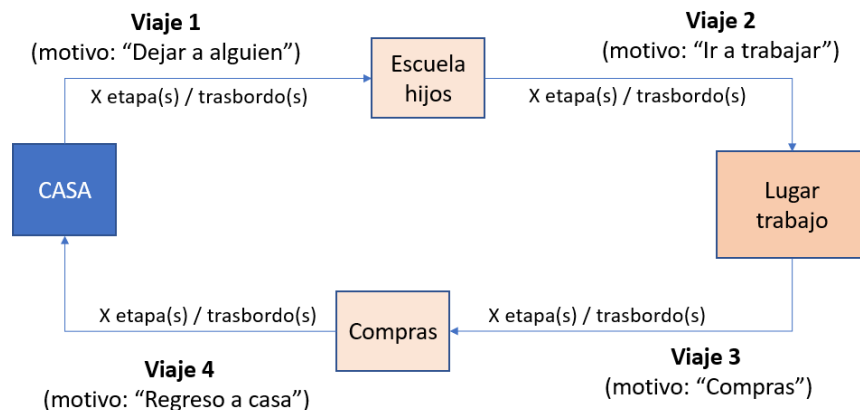 Viaje 1
(motivo: “Dejar a alguien”)
Viaje 2
(motivo: “Ir a trabajar”)
Escuela
hijos
X etapa(s) / trasbordo(s)
X etapa(s) / trasbordo(s)
CASA
Lugar
trabajo
X etapa(s) / trasbordo(s)
Compras
X etapa(s) / trasbordo(s)
Viaje 4
(motivo: “Regreso a casa”)
Viaje 3
(motivo: “Compras”)